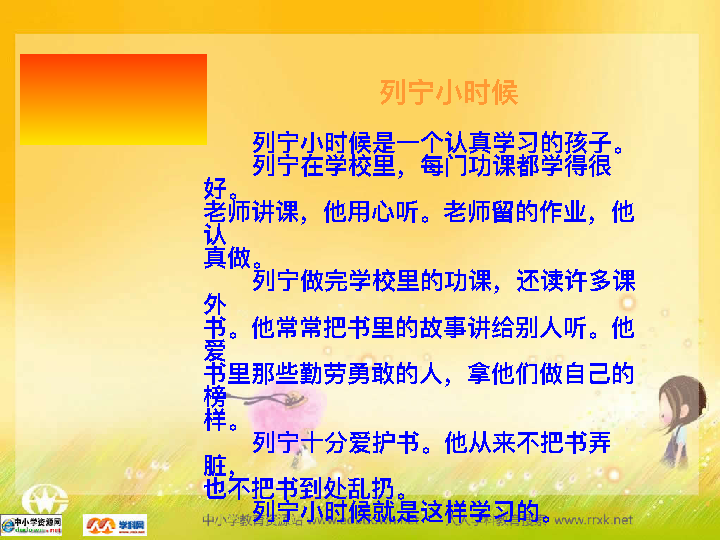 列宁小时候
列宁小时候是一个认真学习的孩子。
列宁在学校里，每门功课都学得很
好。
老师讲课，他用心听。老师留的作业，他
认
真做。
列宁做完学校里的功课，还读许多课
外
书。他常常把书里的故事讲给别人听。他
爱
书里那些勤劳勇敢的人，拿他们做自己的
榜
样。
列宁十分爱护书。他从来不把书弄
脏，
也不把书到处乱扔。
列宁小时候就是这样学习的。
中小学资源网
学科网
中小学教育资源站
www.rrxk.net